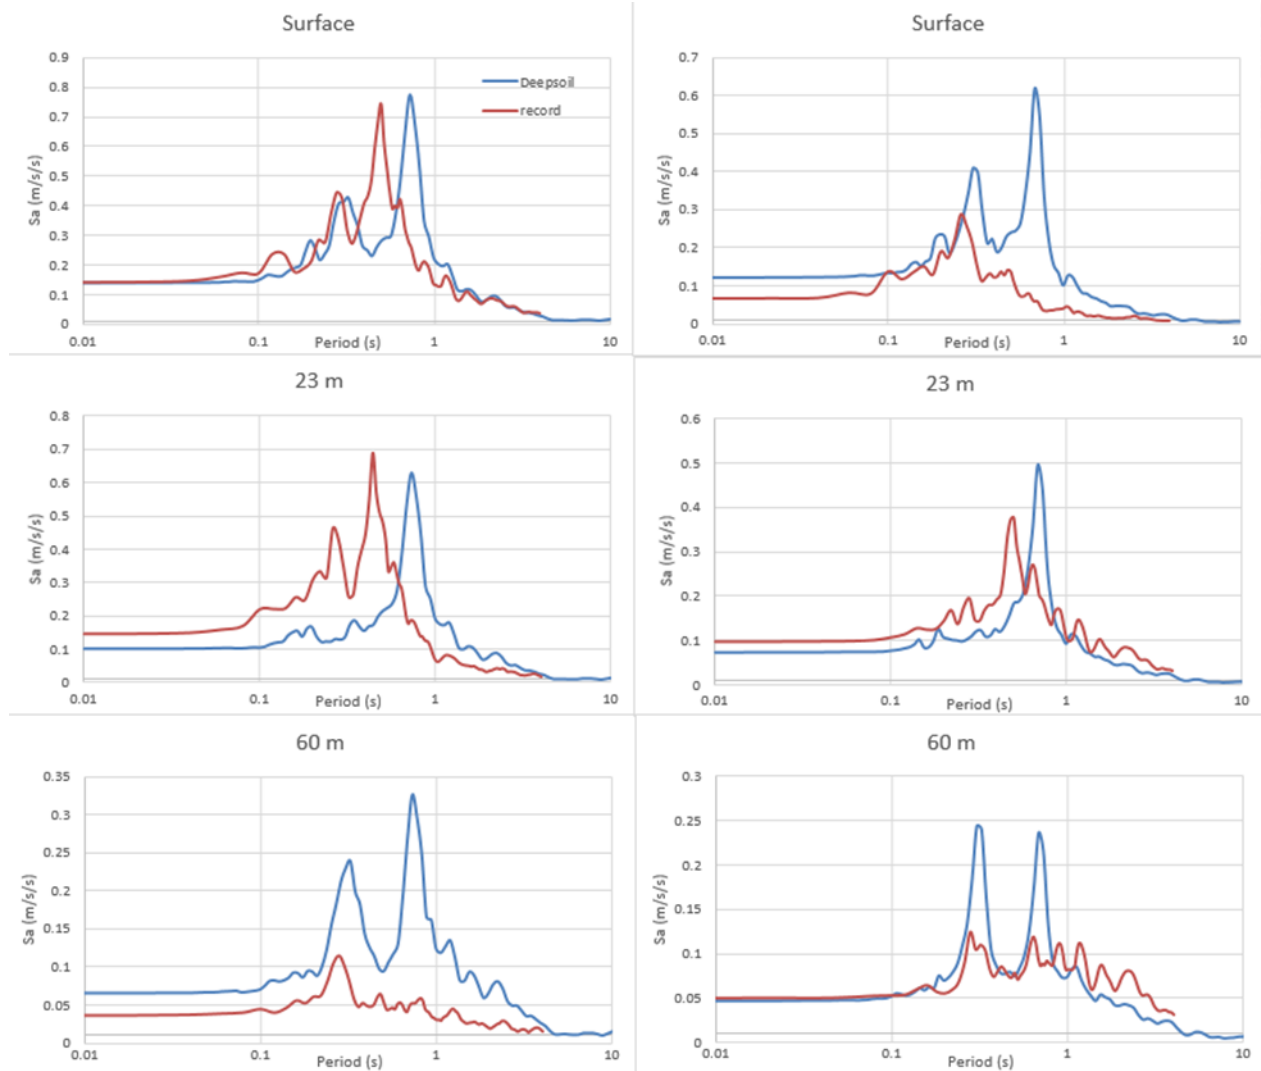 Surface
0.9
0.8
0.7
0.6
0.5
0.4
0.3
0.2
0.1
0
Sa (m/s/s)
Deepsoil
record
0.01 0.1 1 10
Period (s)
Surface
0.7
0.6
0.5
0.4
0.3
0.2
0.1
0
Sa (m/s/s)
0.01 0.1 1 10
Period (s)
23 m
0.8
0.7
0.6
0.5
0.4
0.3
0.2
0.1
0
Sa (m/s/s)
0.01 0.1 1 10
Period (s)
23 m
0.6
0.5
0.4
0.3
0.2
0.1
0
Sa (m/s/s)
0.01 0.1 1 10
Period (s)
60 m
0.35
0.3
0.25
0.2
0.15
0.1
0.05
0
Sa (m/s/s)
0.01 0.1 1 10
Period (s)
60 m
0.3
0.25
0.2
0.15
0.1
0.05
0
Sa (m/s/s)
0.01 0.1 1 10
Period (s)